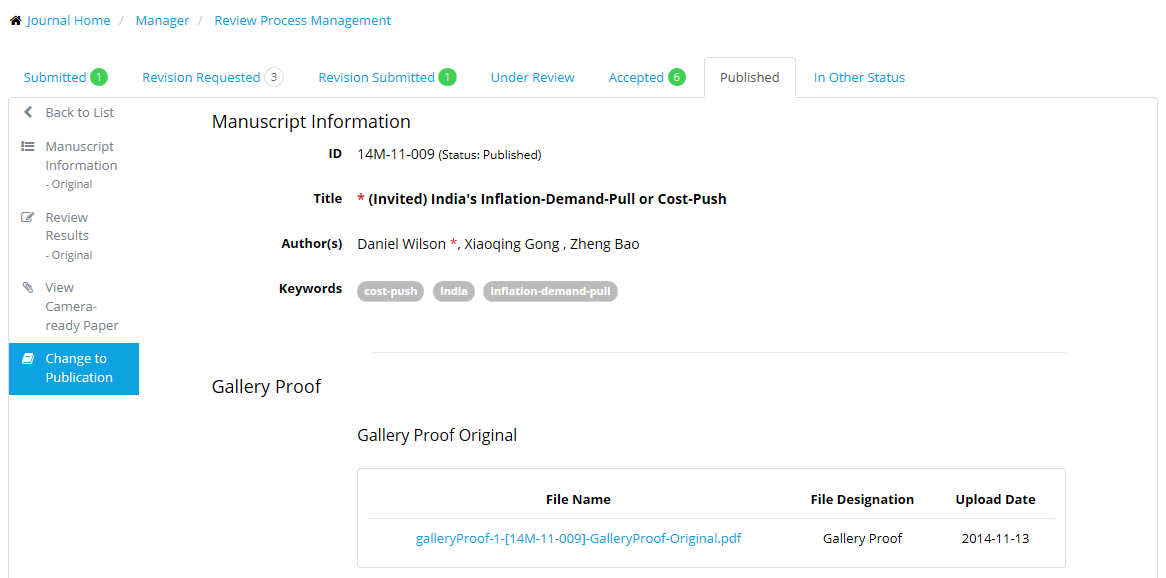 Journal Home / Manager / Review Process Management
Submitted 1 Revision Requested 3 Revision Submitted 1 Under Review Accepted 6 Published In Other Status
Back to List
Manuscript
Information
- Original
Review
Results
- Original
View
Camera-
ready Paper
Change to
Publication
Manuscript Information
ID 14M-11-009 (Status: Published)
Title * (Invited) India's Inflation-Demand-Pull or Cost-Push
Author(s) Daniel Wilson *, Xiaoqing Gong , Zheng Bao
Keywords cost-push India inflation-demand-pull
Gallery Proof
Gallery Proof Original
File Name File Designation Upload Date
galleryProof-1-[14M-11-009]-GalleryProof-Original.pdf Gallery Proof 2014-11-13